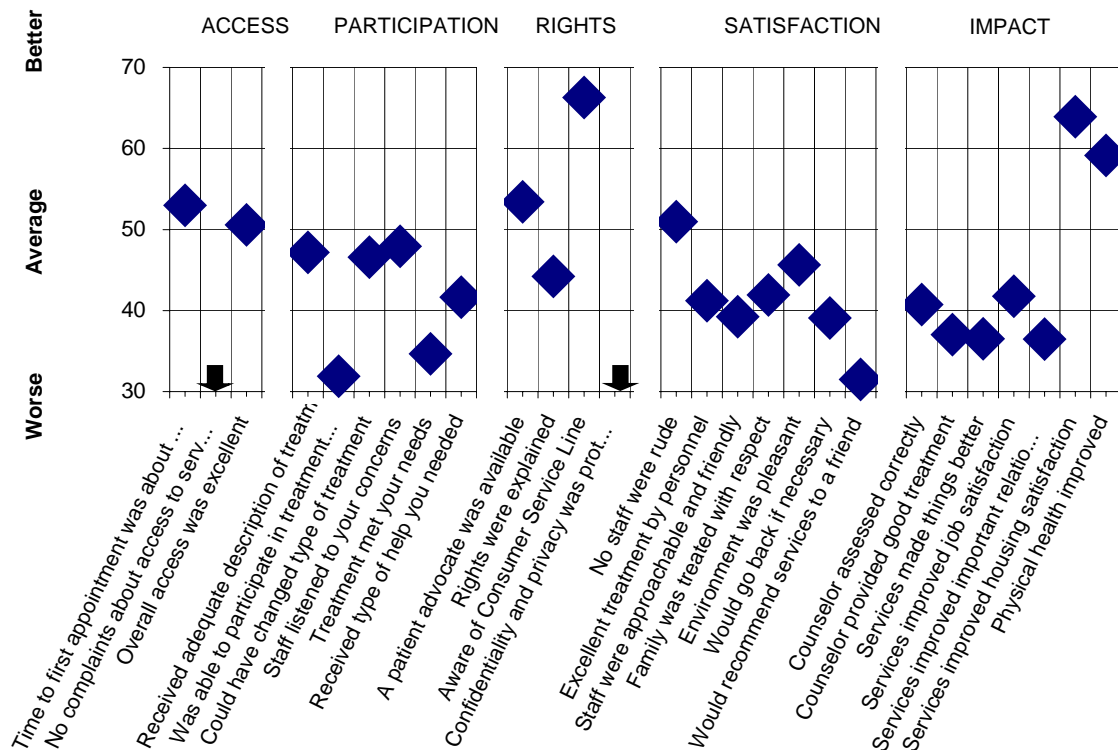 ACCESS
PARTICIPATION
RIGHTS
SATISFACTION
IMPACT
Better
Average
Worse
70
60
50
40
30
Time to first appointment was about ...
No complaints about access to serv...
Overall access was excellent
Received adequate description of treatm.
Was able to participate in treatment...
Could have changed type of treatment
Staff listened to your concerns
Treatment met your needs
Received type of help you needed
A patient advocate was available
Rights were explained
Aware of Consumer Service Line
Confidentiality and privacy was prot...
No staff were rude
Excellent treatment by personnel
Staff were approachable and friendly
Family was treated with respect
Environment was pleasant
Would go back if necessary
Would recommend services to a friend
Counselor assessed correctly
Counselor provided good treatment
Services made things better
Services improved job satisfaction
Services improved important relatio...
Services improved housing satisfaction
Physical health improved